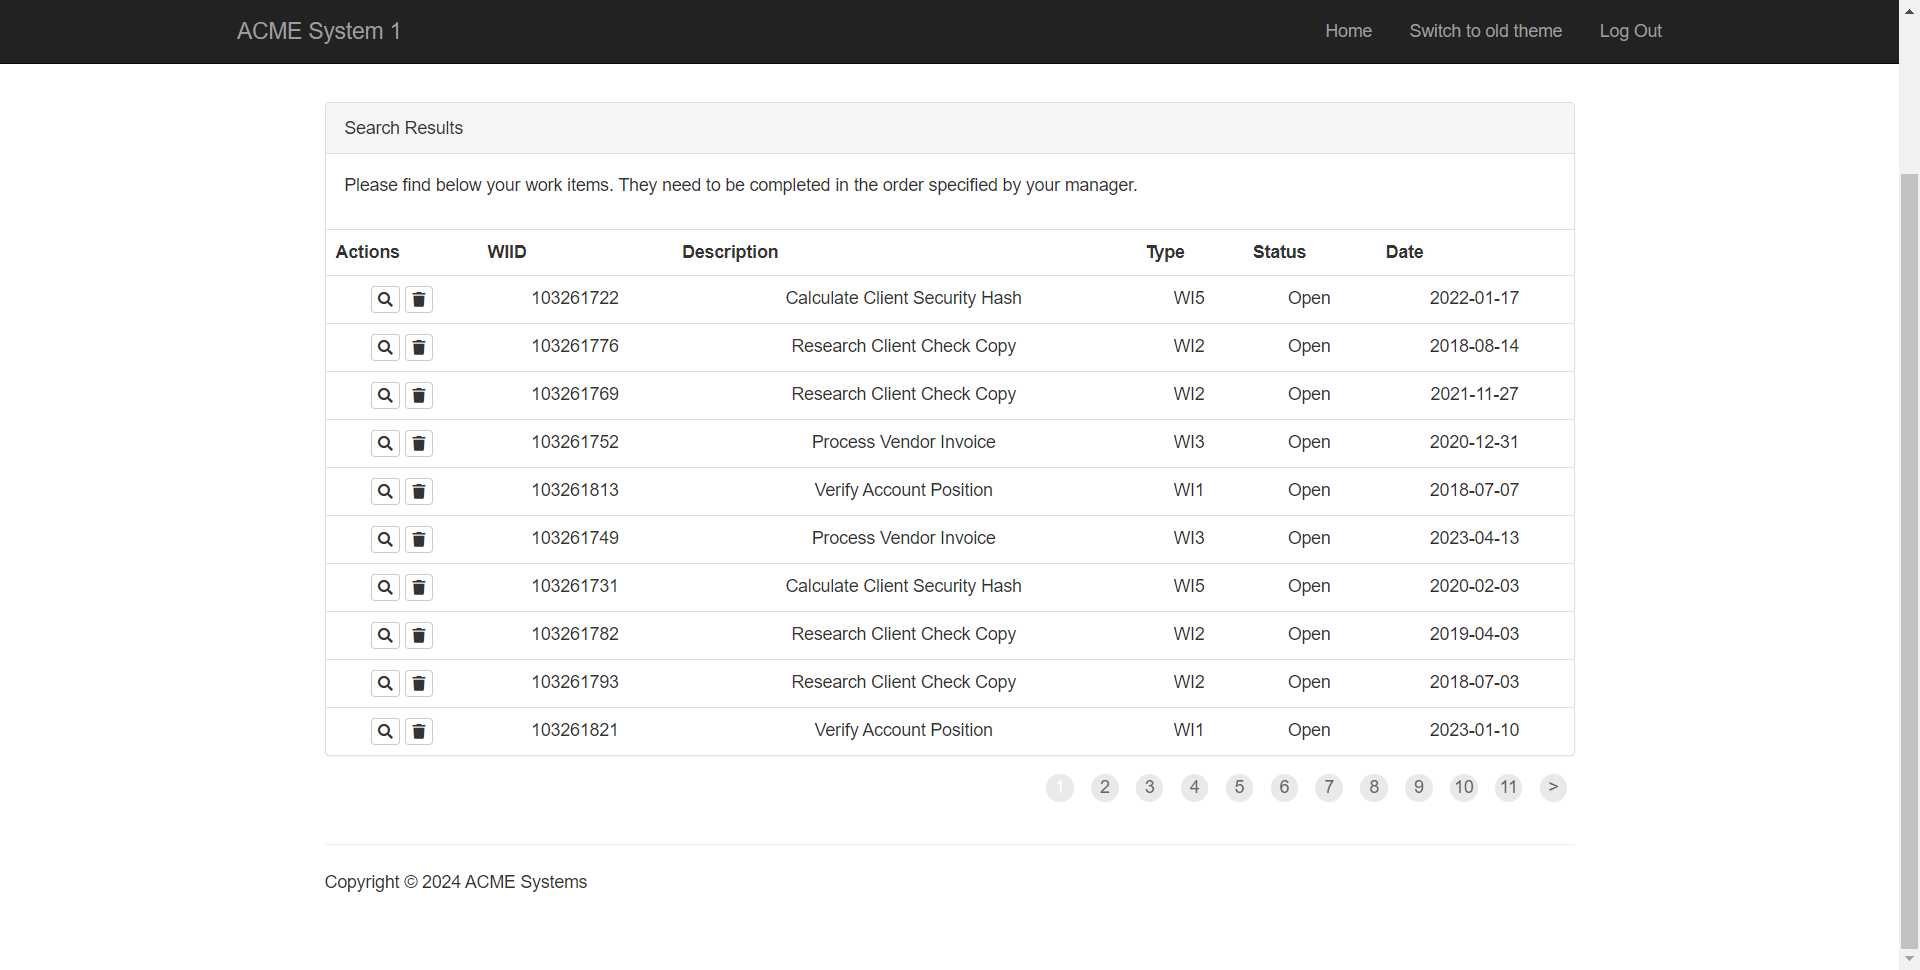 ACME System 1 Home Switch to old theme Log Out
Search Results
Please find below your work items. They need to be completed in the order specified by your manager.
Actions WIID Description Type Status Date
103261722 Calculate Client Security Hash WI5 Open 2022-01-17
103261776 Research Client Check Copy WI2 Open 2018-08-14
103261769 Research Client Check Copy WI2 Open 2021-11-27
103261752 Process Vendor Invoice WI3 Open 2020-12-31
103261813 Verify Account Position WI1 Open 2018-07-07
103261749 Process Vendor Invoice WI3 Open 2023-04-13
103261731 Calculate Client Security Hash WI5 Open 2020-02-03
103261782 Research Client Check Copy WI2 Open 2019-04-03
103261793 Research Client Check Copy WI2 Open 2018-07-03
103261821 Verify Account Position WI1 Open 2023-01-10
1 2 3 4 5 6 7 8 9 10 11 >
Copyright © 2024 ACME Systems